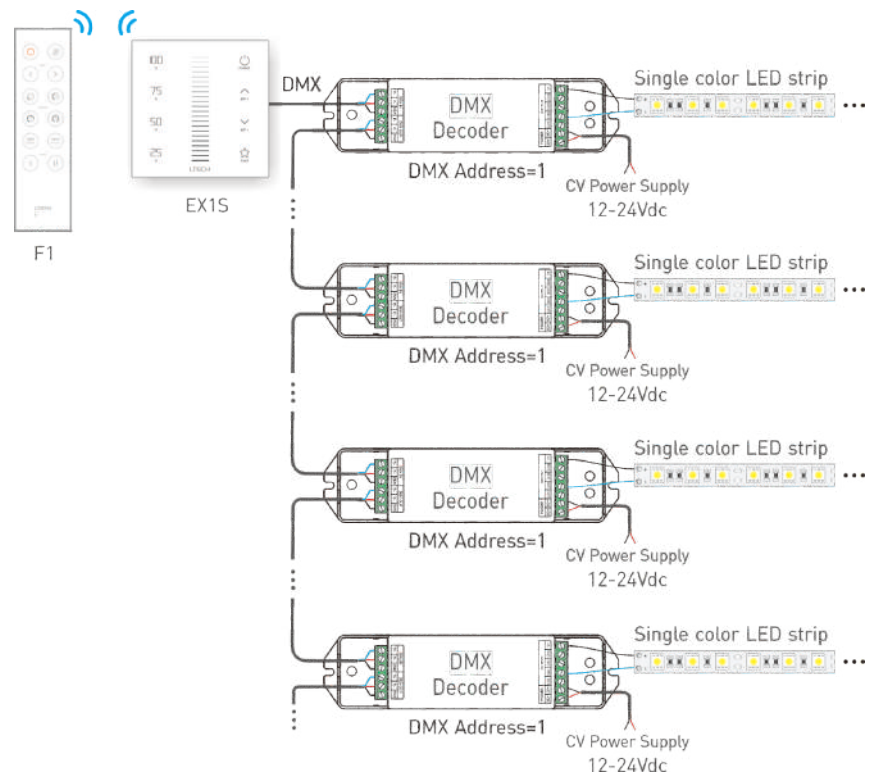 100
75
50
25
LTECH
EX1S
F1
DMX
DMX
Decoder
DMX Address=1
Single color LED strip
CV Power Supply
12-24Vdc
DMX
Decoder
DMX Address=1
Single color LED strip
CV Power Supply
12-24Vdc
DMX
Decoder
DMX Address=1
Single color LED strip
CV Power Supply
12-24Vdc
DMX
Decoder
DMX Address=1
Single color LED strip
CV Power Supply
12-24Vdc